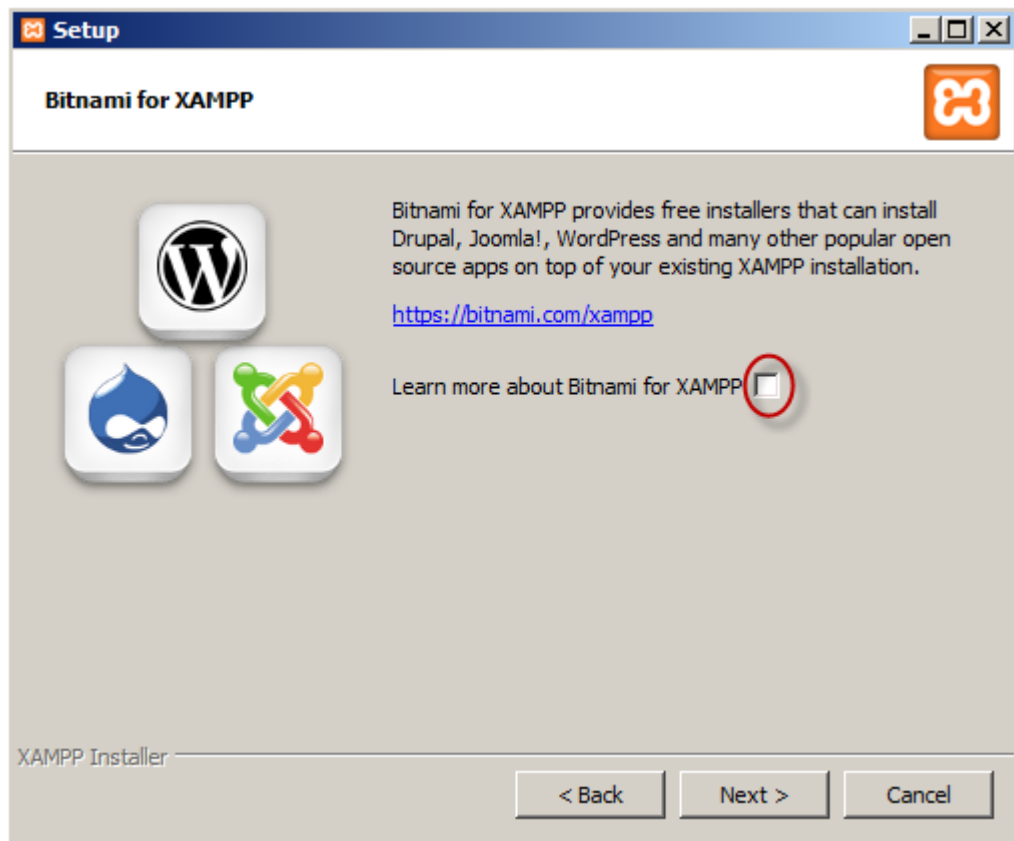 Setup
Bitnami for XAMPP
Bitnami for XAMPP provides free installers that can install
Drupal, Joomla!, WordPress and many other popular open
source apps on top of your existing XAMPP installation.
https://bitnami.com/xampp
Learn more about Bitnami for XAMPP
XAMPP Installer
< Back
Next >
Cancel